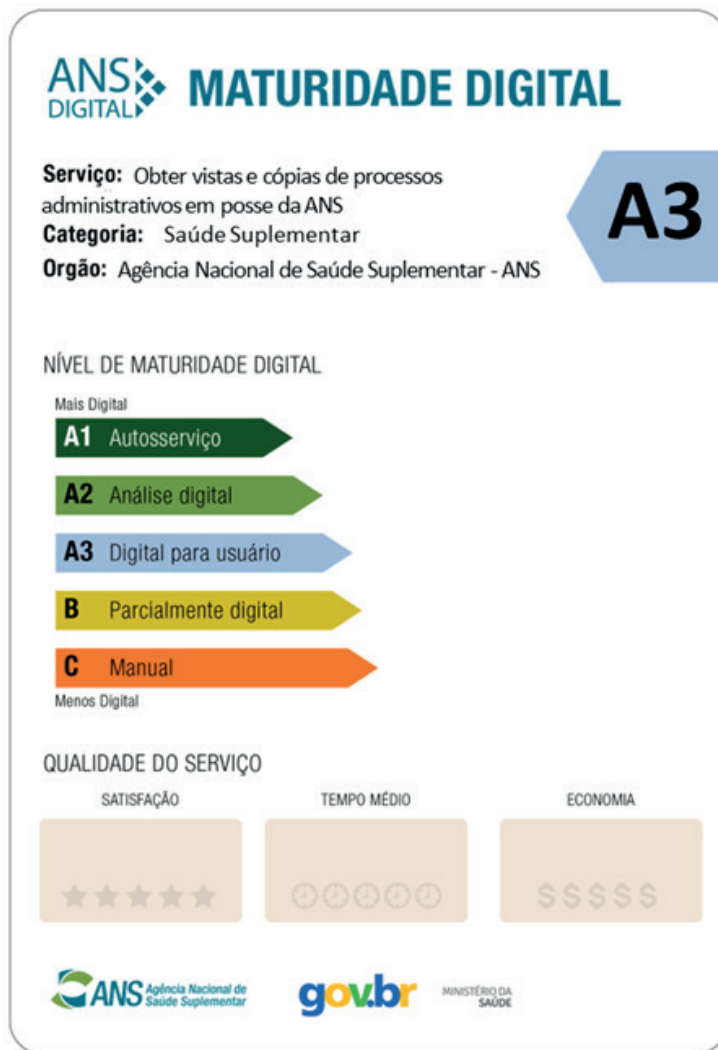 ANS
DIGITAL
MATURIDADE DIGITAL
Serviço: Obter vistas e cópias de processos
administrativos em posse da ANS
Categoria: Saúde Suplementar
Orgão: Agência Nacional de Saúde Suplementar - ANS
A3
NÍVEL DE MATURIDADE DIGITAL
Mais Digital
A1 Autosserviço
A2 Análise digital
A3 Digital para usuário
B Parcialmente digital
C Manual
Menos Digital
QUALIDADE DO SERVIÇO
SATISFAÇÃO
TEMPO MÉDIO
ECONOMIA
$$$$$
ANS Agência Nacional de
Saúde Suplementar
gov.br
MINISTÉRIO DA
SAÚDE